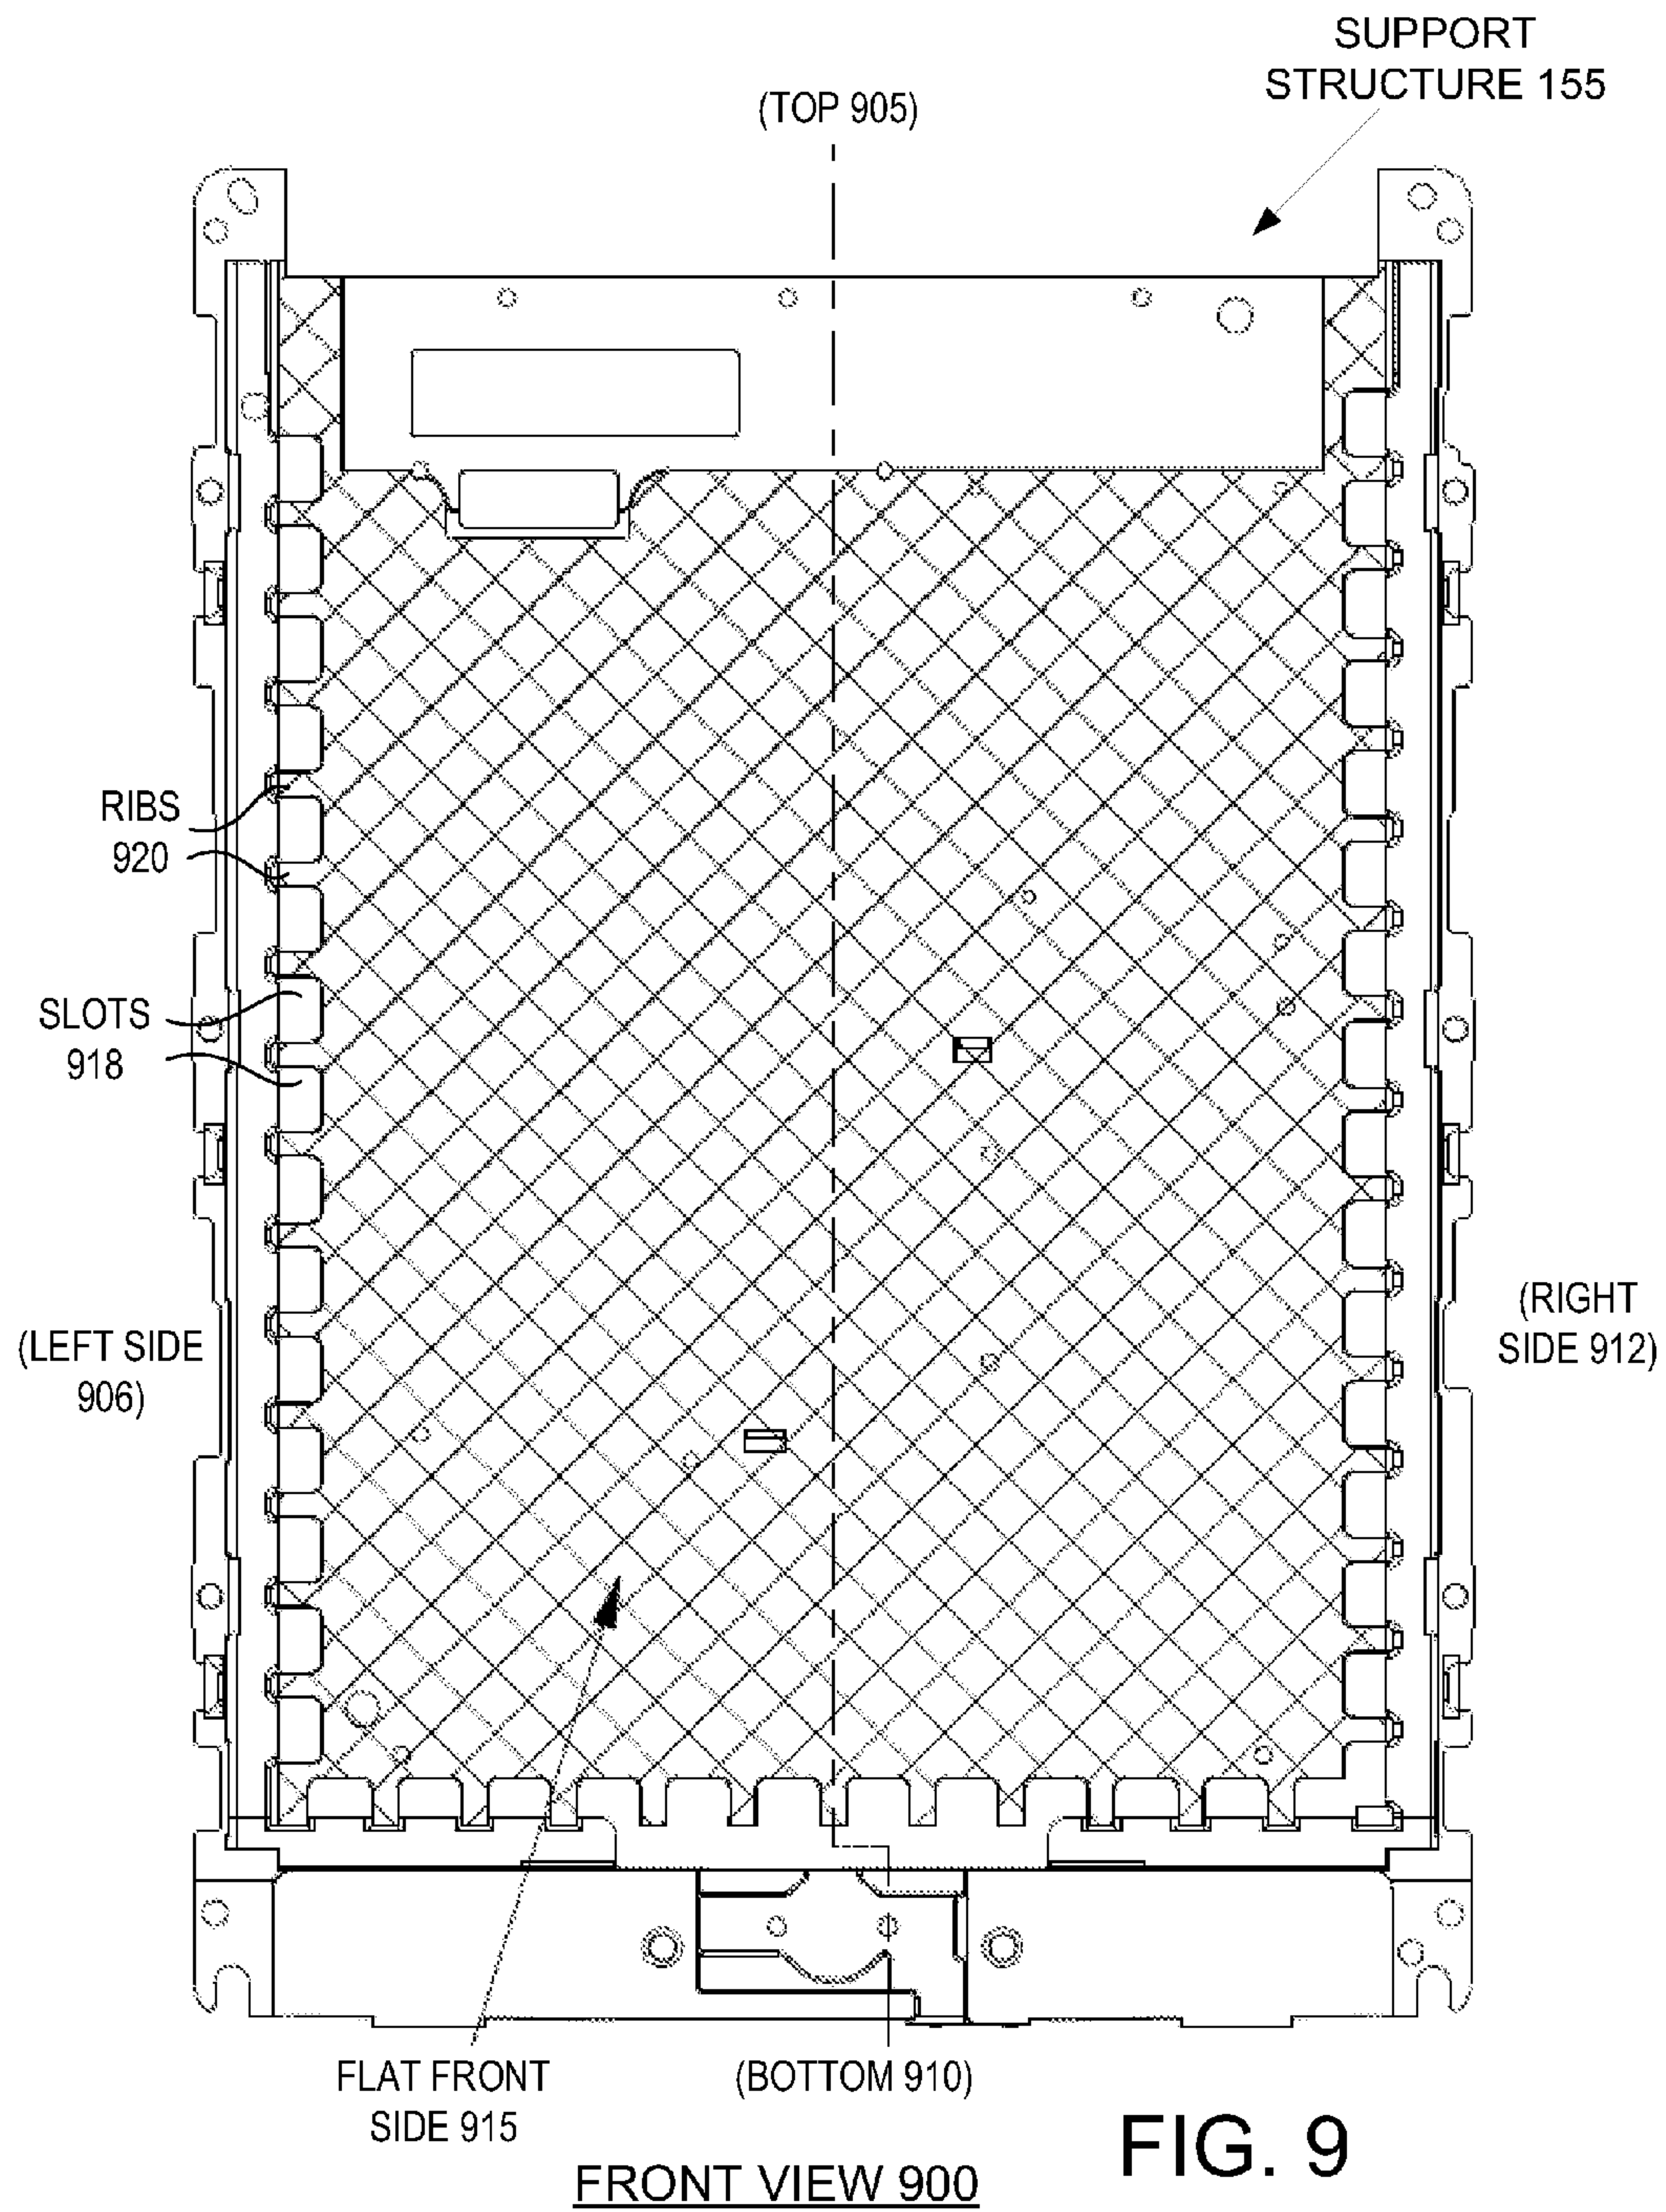 SUPPORT
STRUCTURE 155
(TOP 905)
RIBS
920
SLOTS
918
(LEFT SIDE
906)
(RIGHT
SIDE 912)
FLAT FRONT
SIDE 915
(BOTTOM 910)
FIG. 9
FRONT VIEW 900